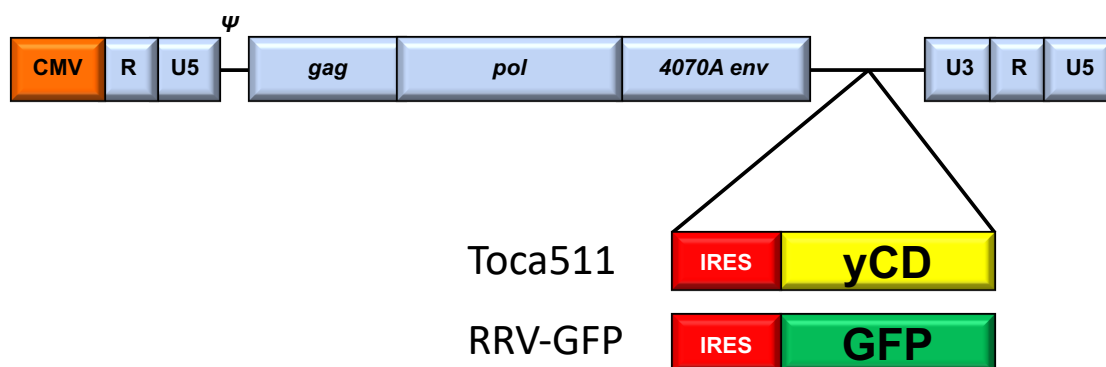 ψ
CMV R U5 gag pol 4070A env U3 R U5
Toca511 IRES yCD
RRV-GFP IRES GFP